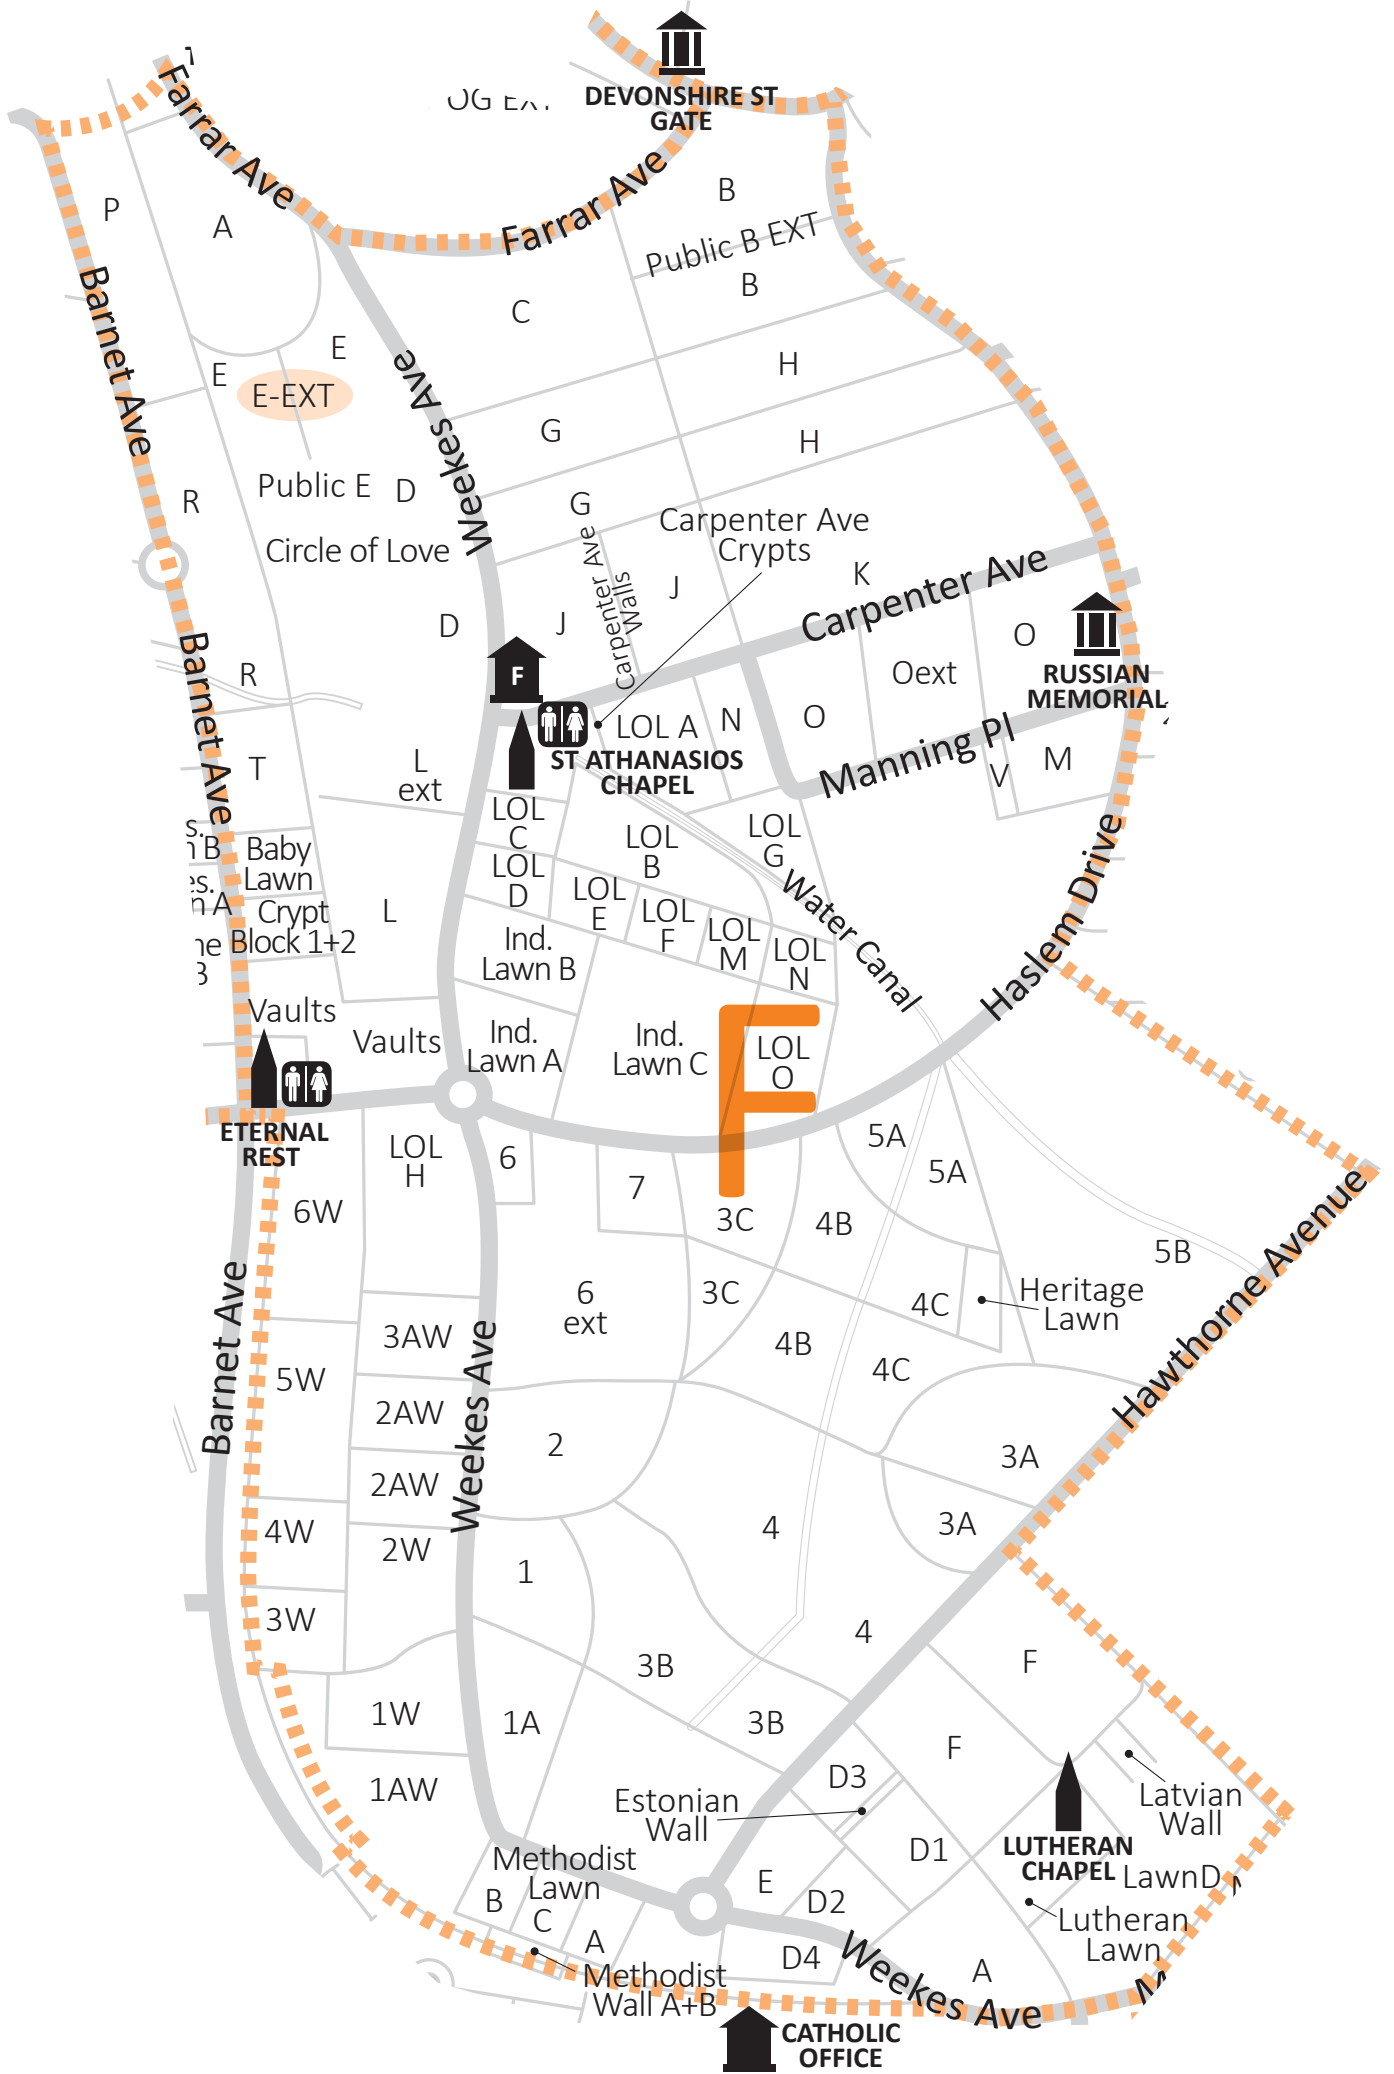 DEVONSHIRE ST
GATE
Farrar Ave
Farrar Ave
P
A
B
Public B EXT
B
C
Barnet Ave
E
E
E-EXT
Weekes Ave
H
G
H
Public E
D
R
G
Carpenter Ave
Crypts
Circle of Love
Carpenter Ave
Walls
K
Carpenter Ave
J
J
D
O
Barnet Ave
R
F
Oext
RUSSIAN
MEMORIAL
N
O
LOL A
T
L
ext
ST ATHANASIOS
CHAPEL
Manning Pl
V
M
LOL
C
LOL
B
LOL
G
Baby
Lawn
LOL
D
LOL
E
LOL
F
LOL
M
LOL
N
Water Canal
Haslem Drive
Crypt
Block 1+2
L
Ind.
Lawn B
Vaults
Vaults
Ind.
Lawn A
Ind.
Lawn C
LOL
O
F
ETERNAL
REST
LOL
H
6
7
5A
5A
6W
3C
4B
5B
Barnet Ave
6
ext
3C
4C
Heritage
Lawn
Hawthorne Avenue
3AW
Weekes Ave
4B
4C
5W
2AW
2
3A
2AW
4W
2W
4
3A
1
3W
4
3B
F
1W
1A
3B
F
1AW
D3
Estonian
Wall
Latvian
Wall
D1
LUTHERAN
CHAPEL
Methodist
Lawn
LawnD
E
B
C
D2
Lutheran
Lawn
A
D4
Weekes Ave
A
Methodist
Wall A+B
CATHOLIC
OFFICE